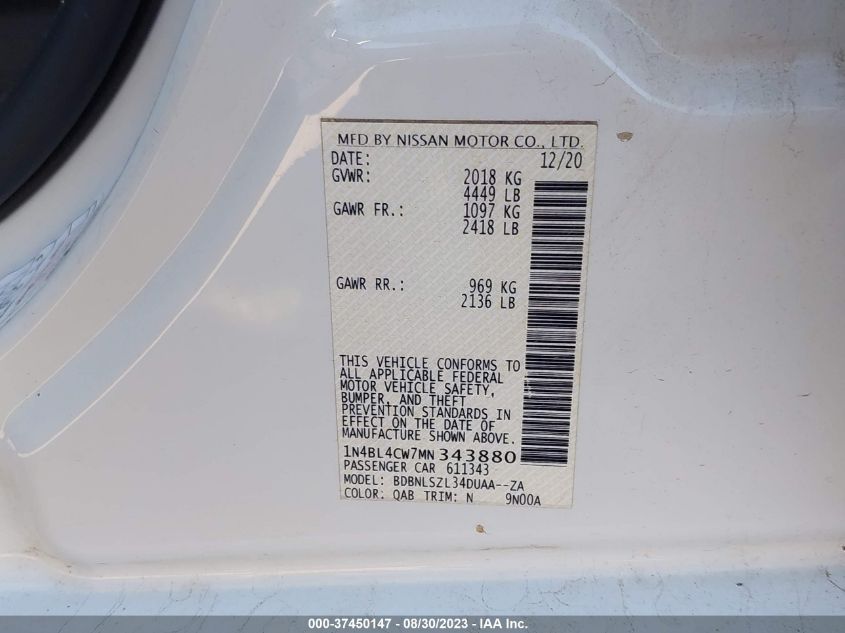 MFD BY NISSAN MOTOR CO., LTD.
DATE: 12/20
GVWR: 2018 KG
4449 LB
GAWR FR.: 1097 KG
2418 LB
GAWR RR.: 969 KG
2136 LB
THIS VEHICLE CONFORMS TO
ALL APPLICABLE FEDERAL
MOTOR VEHICLE SAFETY,
BUMPER, AND THEFT
PREVENTION STANDARDS IN
EFFECT ON THE DATE OF
MANUFACTURE SHOWN ABOVE.
1N4BL4CW7MN343880
PASSENGER CAR 611343
MODEL: BDBNLSZL34DUAA--ZA
COLOR: QAB TRIM: N 9N00A
000-37450147 - 08/30/2023 - IAA Inc.